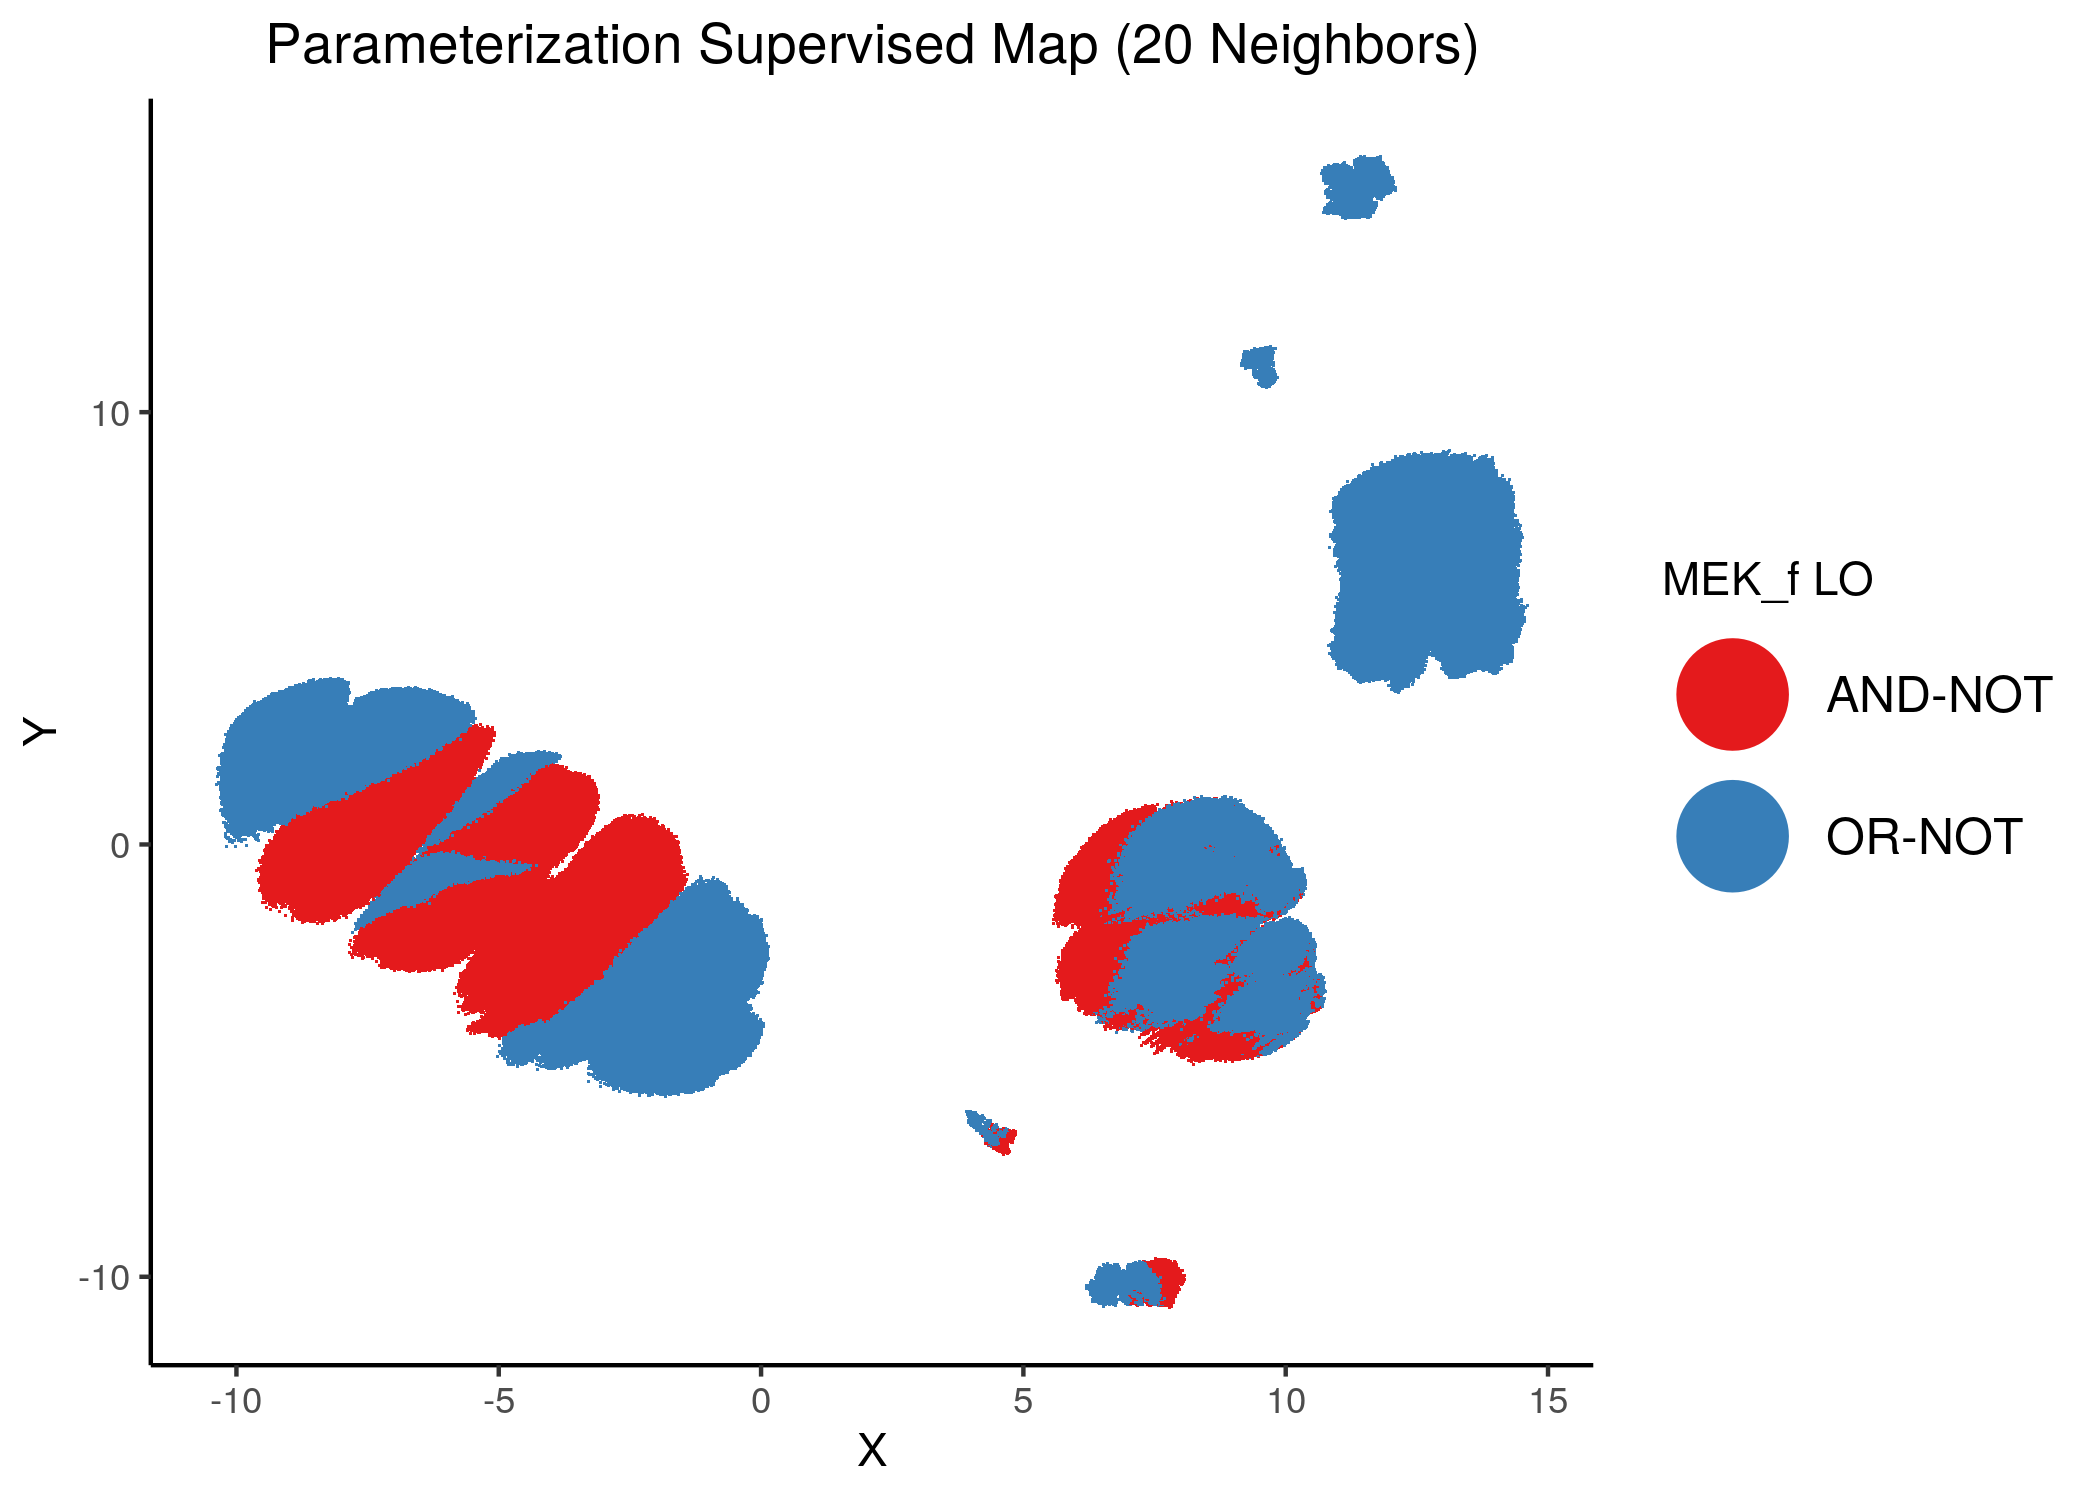 Parameterization Supervised Map (20 Neighbors)
10
0
-10
Y
-10
-5
0
5
10
15
X
MEK_f LO
AND-NOT
OR-NOT